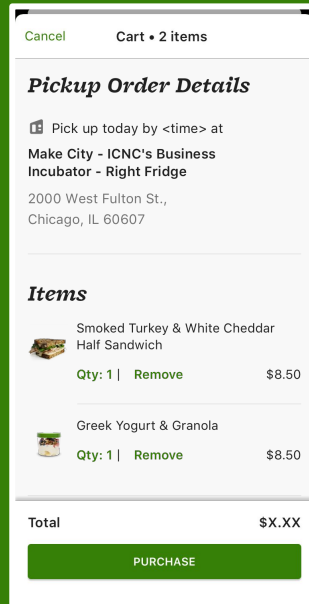 Cancel
Cart • 2 items
Pickup Order Details
Pick up today by <time> at
Make City - ICNC's Business
Incubator - Right Fridge
2000 West Fulton St.,
Chicago, IL 60607
Items
Smoked Turkey & White Cheddar
Half Sandwich
Qty: 1 | Remove $8.50
Greek Yogurt & Granola
Qty: 1 | Remove $8.50
Total $X.XX
PURCHASE